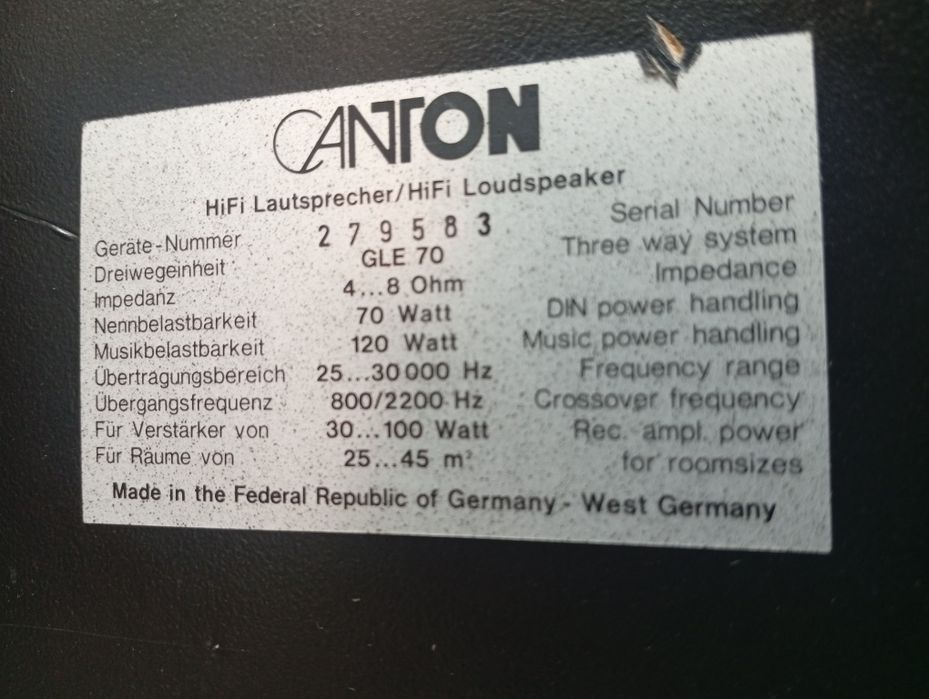 CANTON
HiFi Lautsprecher/HiFi Loudspeaker
Geräte-Nummer 279583 Serial Number
Dreiwegeinheit GLE 70 Three way system
Impedanz 4...8 Ohm Impedance
Nennbelastbarkeit 70 Watt DIN power handling
Musikbelastbarkeit 120 Watt Music power handling
Übertragungsbereich 25...30000 Hz Frequency range
Übergangsfrequenz 800/2200 Hz Crossover frequency
Für Verstärker von 30...100 Watt Rec. ampl. power
Für Räume von 25...45 m² for roomsizes
Made in the Federal Republic of Germany - West Germany